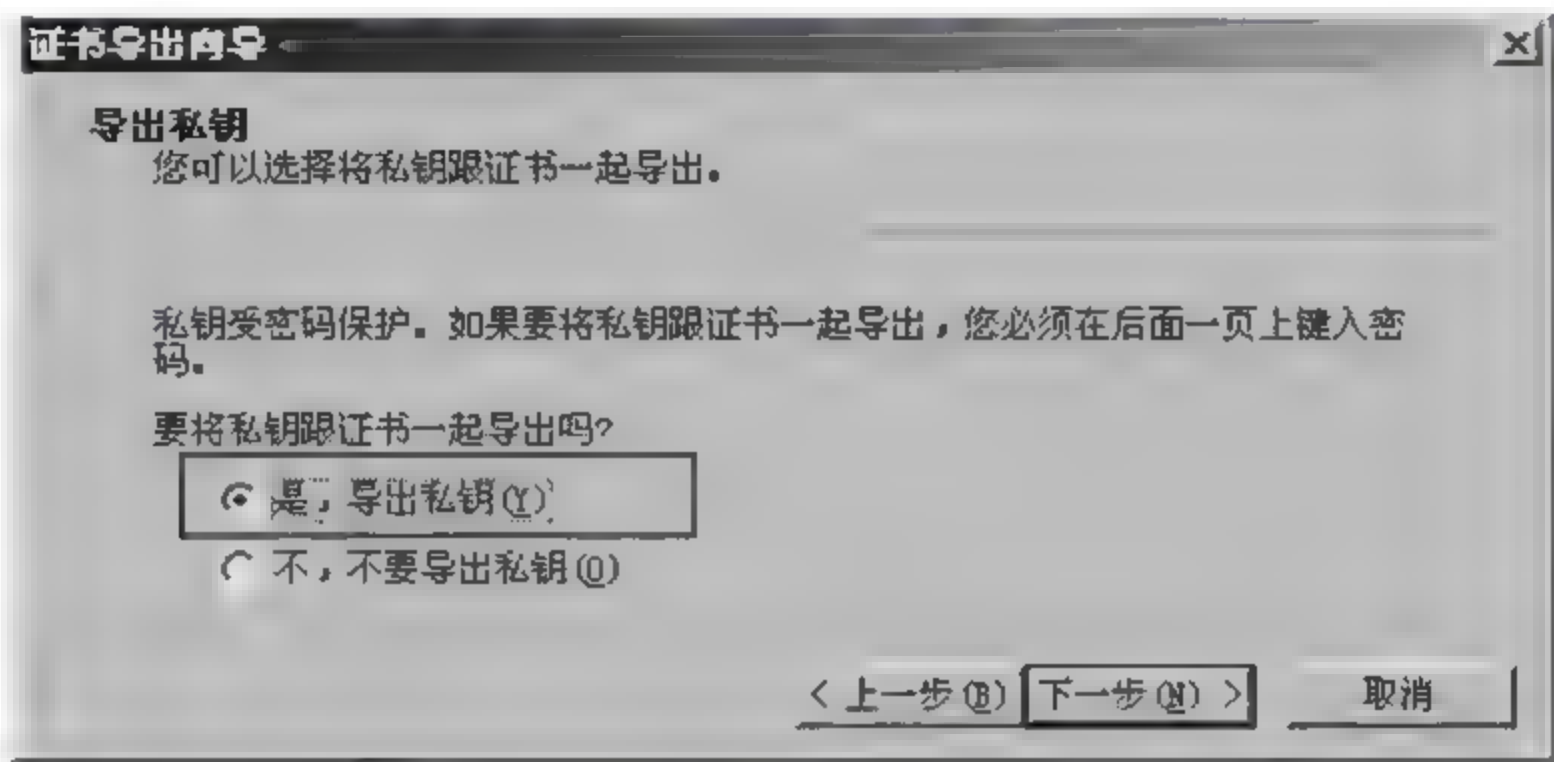 证书导出向导
导出私钥
您可以选择将私钥跟证书一起导出。
私钥受密码保护。如果要将私钥跟证书一起导出，您必须在后面一页上键入密
码。
要将私钥跟证书一起导出吗?
是，导出私钥(Y)
不，不要导出私钥(O)
< 上一步(B) 下一步(N) > 取消